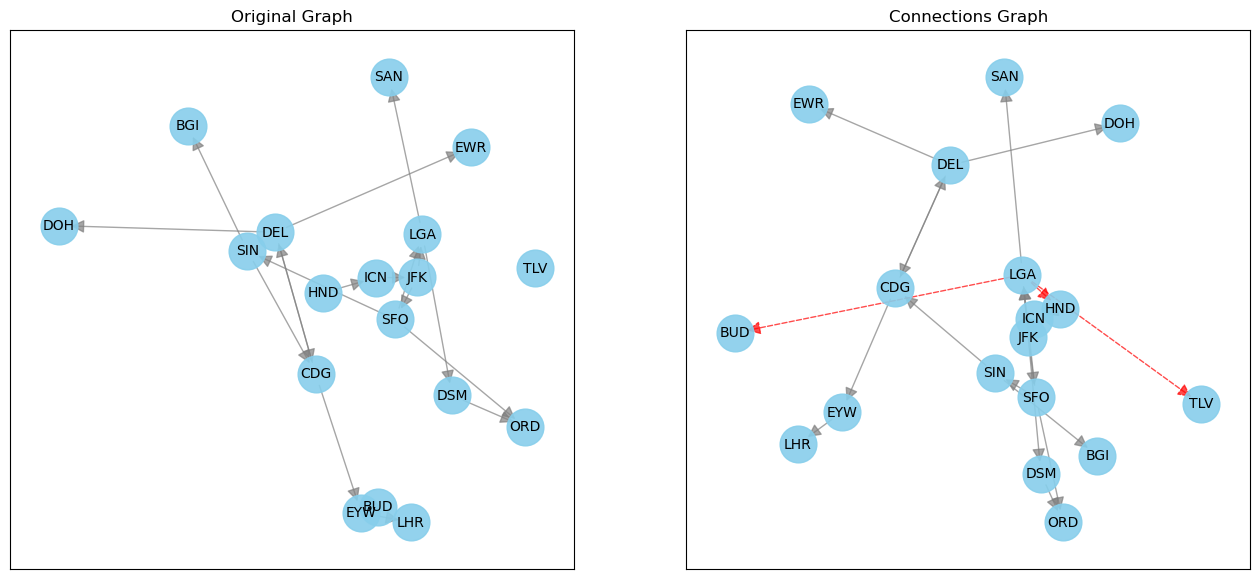 Original Graph
SAN
BGI
EWR
DOH
DEL
LGA
SIN
TLV
ICN
JFK
HND
SFO
CDG
DSM
ORD
BUD
EYW
LHR
Connections Graph
SAN
EWR
DOH
DEL
LGA
CDG
HND
ICN
BUD
JFK
SIN
SFO
TLV
EYW
LHR
BGI
DSM
ORD